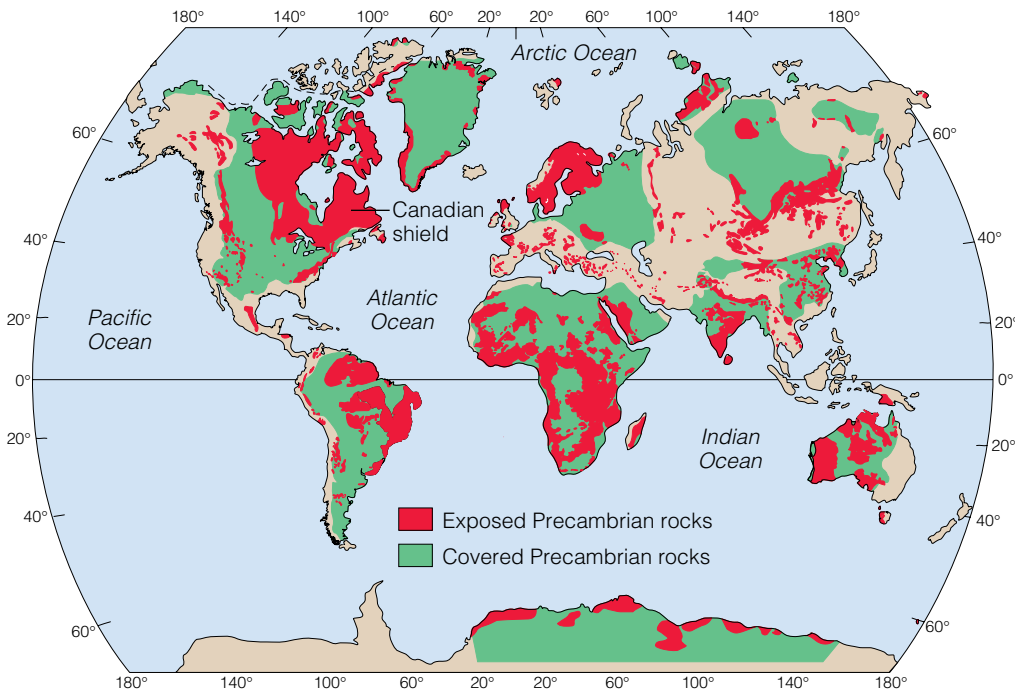 180° 140° 100° 60° 20° 20° 60° 100° 140° 180°
Arctic Ocean
60° 60°
Canadian
shield
40° 40°
Atlantic
Ocean
Pacific
Ocean
20° 20°
0° 0°
Indian
Ocean
20° 20°
40° 40°
Exposed Precambrian rocks
Covered Precambrian rocks
60° 60°
180° 140° 100° 60° 20° 20° 60° 100° 140° 180°